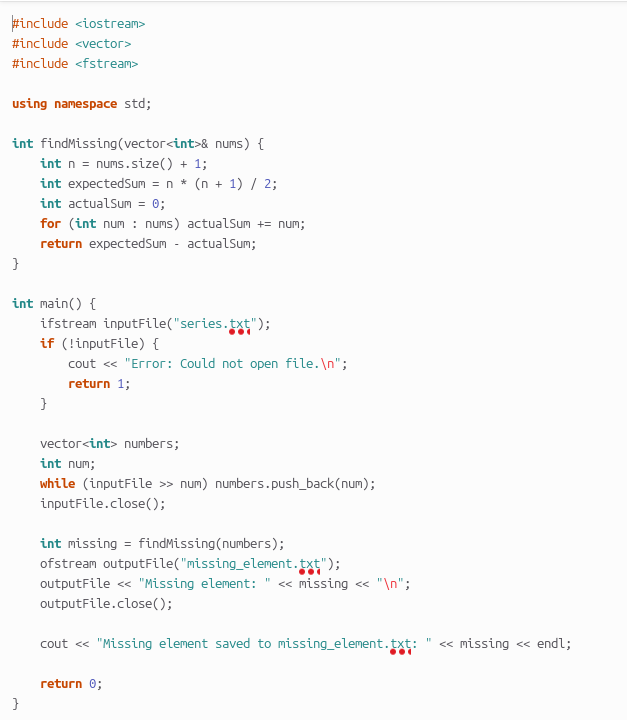 #include <iostream>
#include <vector>
#include <fstream>
using namespace std;
int findMissing(vector<int>& nums) {
    int n = nums.size() + 1;
    int expectedSum = n * (n + 1) / 2;
    int actualSum = 0;
    for (int num : nums) actualSum += num;
    return expectedSum - actualSum;
}
int main() {
    ifstream inputFile("series.txt");
    if (!inputFile) {
        cout << "Error: Could not open file.\n";
        return 1;
    }
    vector<int> numbers;
    int num;
    while (inputFile >> num) numbers.push_back(num);
    inputFile.close();
    int missing = findMissing(numbers);
    ofstream outputFile("missing_element.txt");
    outputFile << "Missing element: " << missing << "\n";
    outputFile.close();
    cout << "Missing element saved to missing_element.txt: " << missing << endl;
    return 0;
}